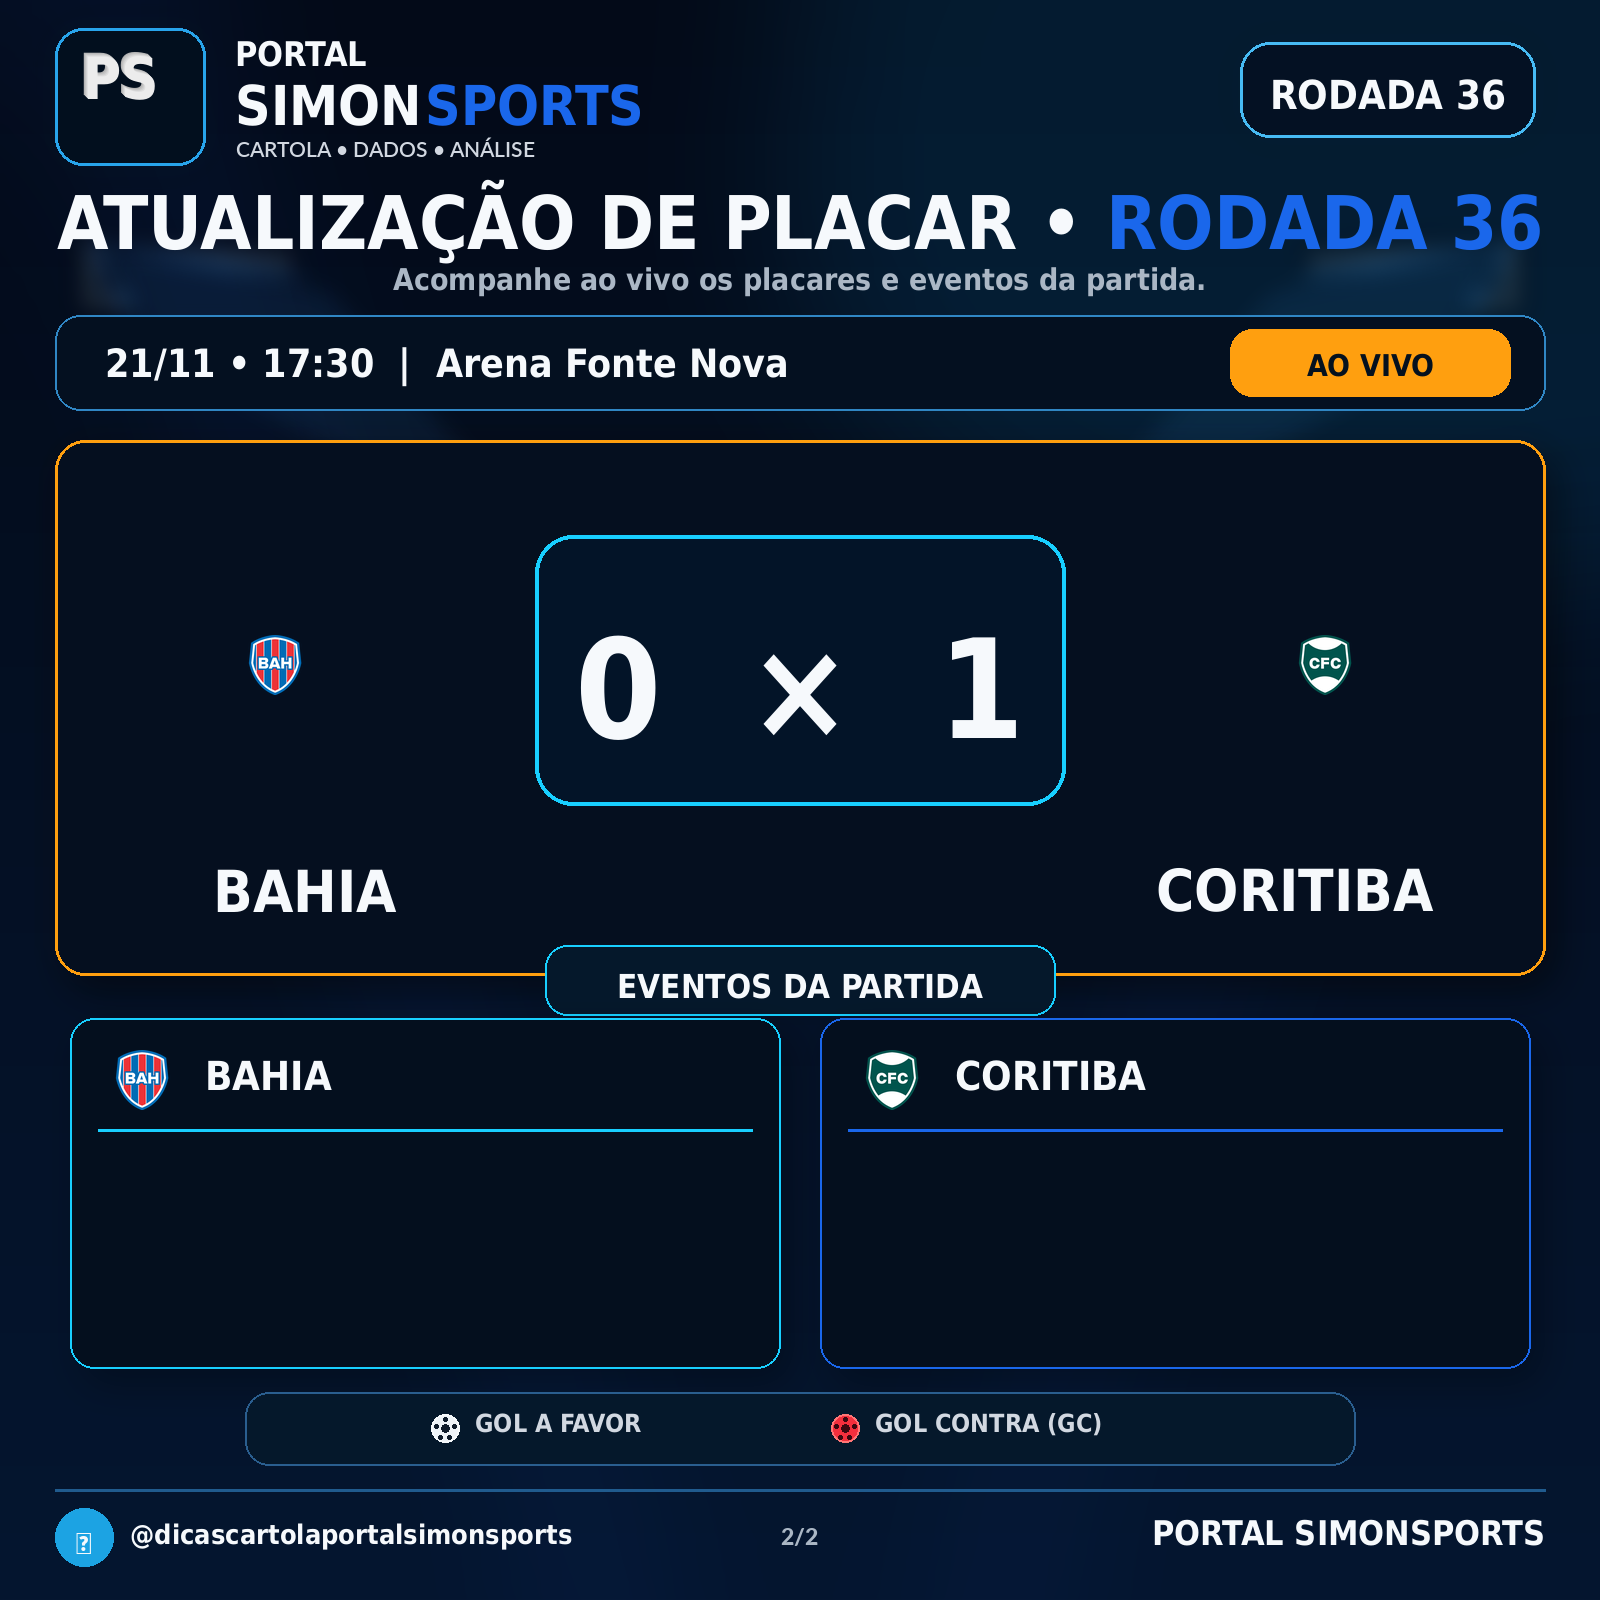 PS
PORTAL
SIMONSPORTS
CARTOLA • DADOS • ANÁLISE
RODADA 36
ATUALIZAÇÃO DE PLACAR • RODADA 36
Acompanhe ao vivo os placares e eventos da partida.
21/11 • 17:30 | Arena Fonte Nova
AO VIVO
BAH
0 × 1
CFC
BAHIA
CORITIBA
EVENTOS DA PARTIDA
BAH
BAHIA
CFC
CORITIBA
GOL A FAVOR
GOL CONTRA (GC)
@dicascartolaportalsimonsports
2/2
PORTAL SIMONSPORTS